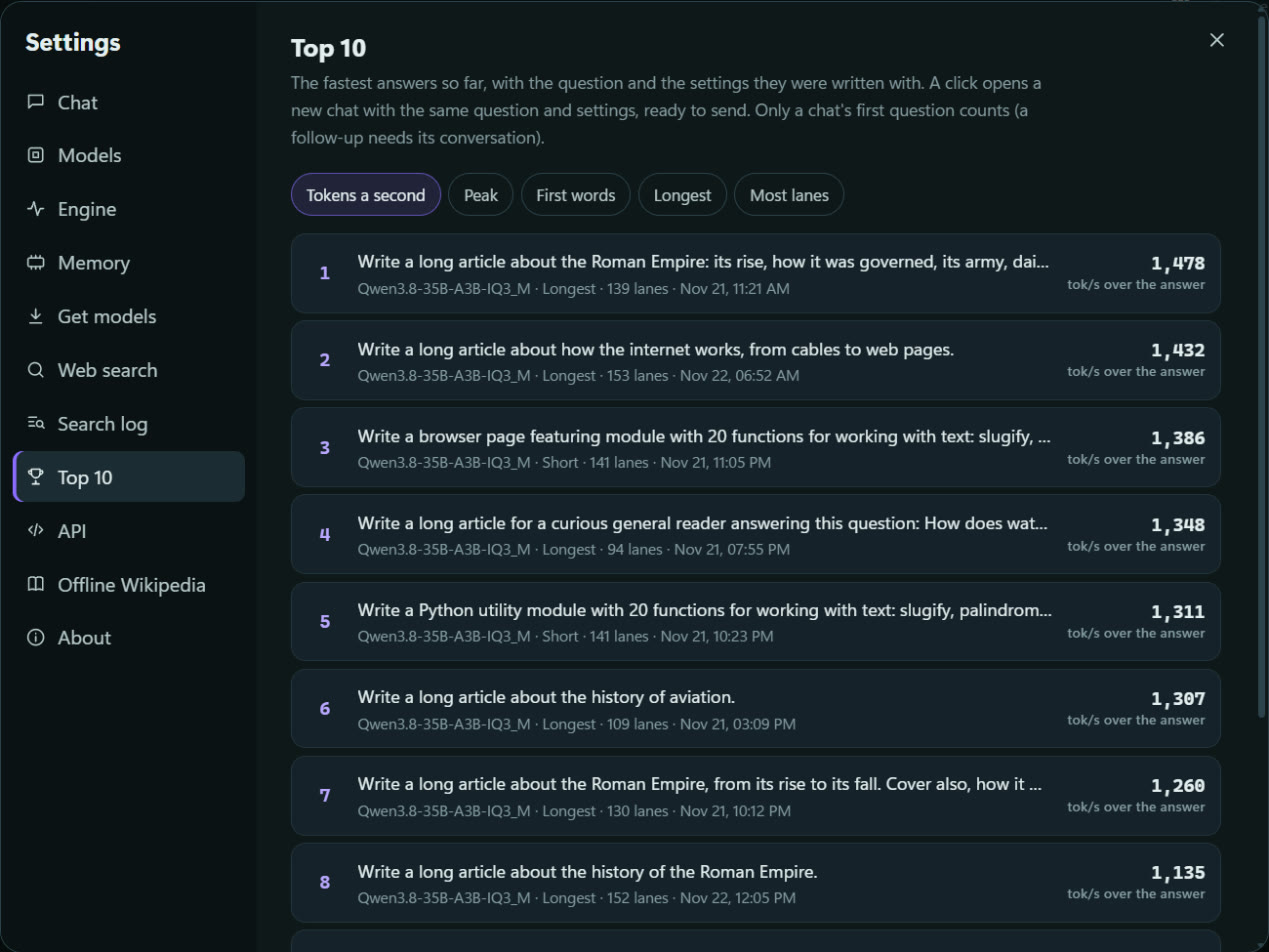 Settings
Chat
Models
Engine
Memory
Get models
Web search
Search log
Top 10
API
Offline Wikipedia
About
Top 10
The fastest answers so far, with the question and the settings they were written with. A click opens a
new chat with the same question and settings, ready to send. Only a chat's first question counts (a
follow-up needs its conversation).
Tokens a second
Peak
First words
Longest
Most lanes
1
Write a long article about the Roman Empire: its rise, how it was governed, its army, dai...
Qwen3.8-35B-A3B-IQ3_M · Longest · 139 lanes · Nov 21, 11:21 AM
1,478
tok/s over the answer
2
Write a long article about how the internet works, from cables to web pages.
Qwen3.8-35B-A3B-IQ3_M · Longest · 153 lanes · Nov 22, 06:52 AM
1,432
tok/s over the answer
3
Write a browser page featuring module with 20 functions for working with text: slugify, ...
Qwen3.8-35B-A3B-IQ3_M · Short · 141 lanes · Nov 21, 11:05 PM
1,386
tok/s over the answer
4
Write a long article for a curious general reader answering this question: How does wat...
Qwen3.8-35B-A3B-IQ3_M · Longest · 94 lanes · Nov 21, 07:55 PM
1,348
tok/s over the answer
5
Write a Python utility module with 20 functions for working with text: slugify, palindrom...
Qwen3.8-35B-A3B-IQ3_M · Short · 141 lanes · Nov 21, 10:23 PM
1,311
tok/s over the answer
6
Write a long article about the history of aviation.
Qwen3.8-35B-A3B-IQ3_M · Longest · 109 lanes · Nov 21, 03:09 PM
1,307
tok/s over the answer
7
Write a long article about the Roman Empire, from its rise to its fall. Cover also, how it ...
Qwen3.8-35B-A3B-IQ3_M · Longest · 130 lanes · Nov 21, 10:12 PM
1,260
tok/s over the answer
8
Write a long article about the history of the Roman Empire.
Qwen3.8-35B-A3B-IQ3_M · Longest · 152 lanes · Nov 22, 12:05 PM
1,135
tok/s over the answer